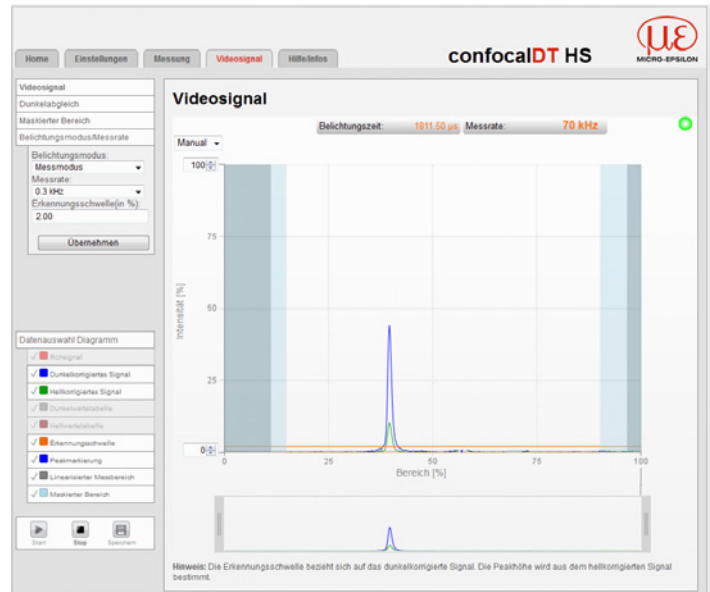 Home
Einstellungen
Messung
Videosignal
Hilfe/Infos
confocalDT HS
με
MICRO-EPSILON
Videosignal
Dunkelabgleich
Maskierter Bereich
Belichtungsmodus/Messrate
Belichtungsmodus:
Messmodus
Messrate:
0.3 kHz
Erkennungsschwelle(in %):
2.00
Übernehmen
Datenauswahl Diagramm
Rohsignal
Dunkelkorrigiertes Signal
Hellkorrigiertes Signal
Dunkelwertetabelle
Hellwertetabelle
Erkennungsschwelle
Peakmarkierung
Linearisierter Messbereich
Maskierter Bereich
Start
Stop
Speichern
Videosignal
Belichtungszeit: 1811.50 µs Messrate: 70 kHz
Manual
100
75
50
25
0
Intensität [%]
0 25 50 75 100
Bereich [%]
Hinweis: Die Erkennungsschwelle bezieht sich auf das dunkelkorrigierte Signal. Die Peakhöhe wird aus dem hellkorrigierten Signal
bestimmt.